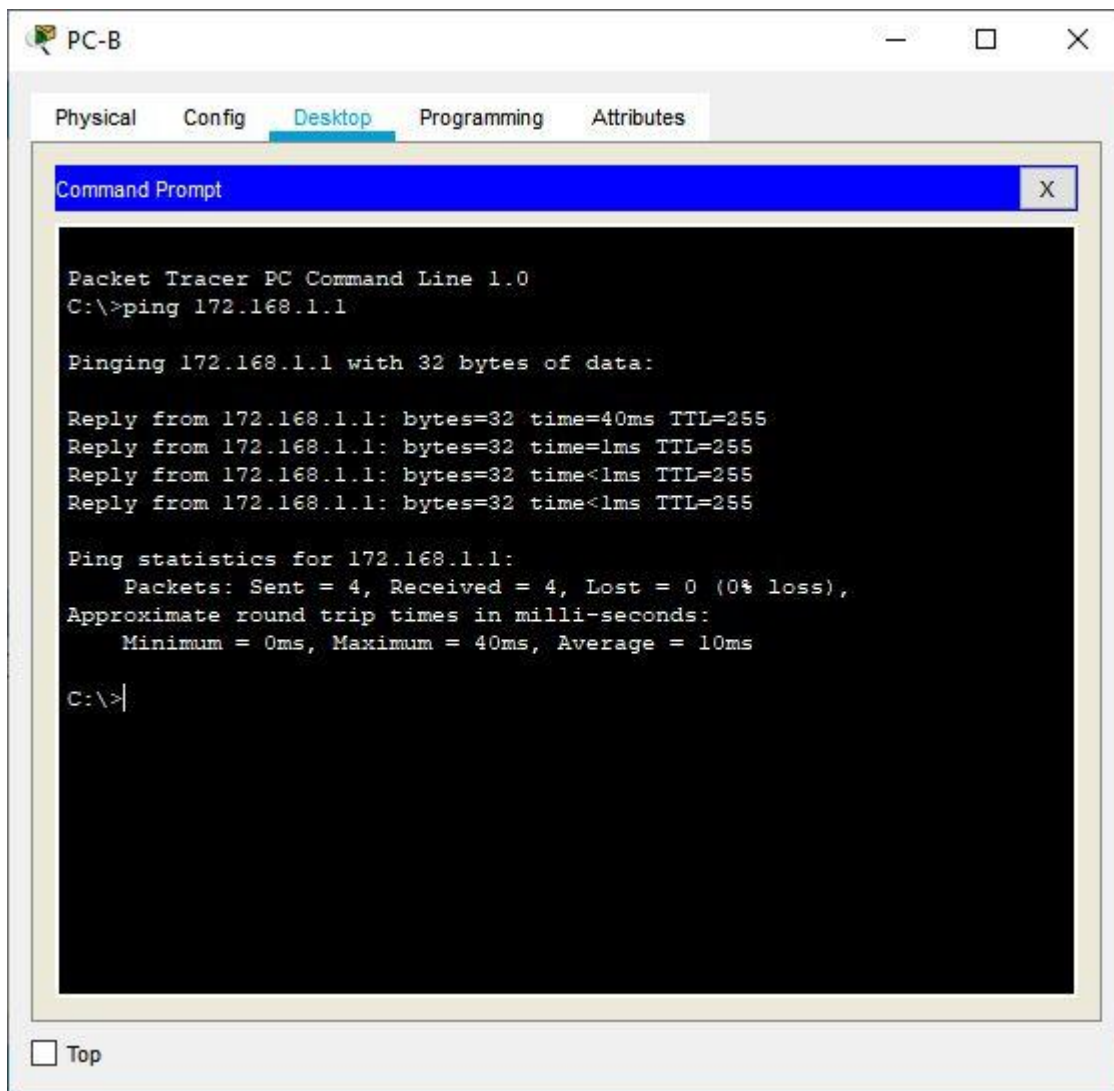 PC-B
Physical Config Desktop Programming Attributes
Command Prompt X
Packet Tracer PC Command Line 1.0
C:\>ping 172.168.1.1
Pinging 172.168.1.1 with 32 bytes of data:
Reply from 172.168.1.1: bytes=32 time=40ms TTL=255
Reply from 172.168.1.1: bytes=32 time=1ms TTL=255
Reply from 172.168.1.1: bytes=32 time<1ms TTL=255
Reply from 172.168.1.1: bytes=32 time<1ms TTL=255
Ping statistics for 172.168.1.1:
Packets: Sent = 4, Received = 4, Lost = 0 (0% loss),
Approximate round trip times in milli-seconds:
Minimum = 0ms, Maximum = 40ms, Average = 10ms
C:\>
Top